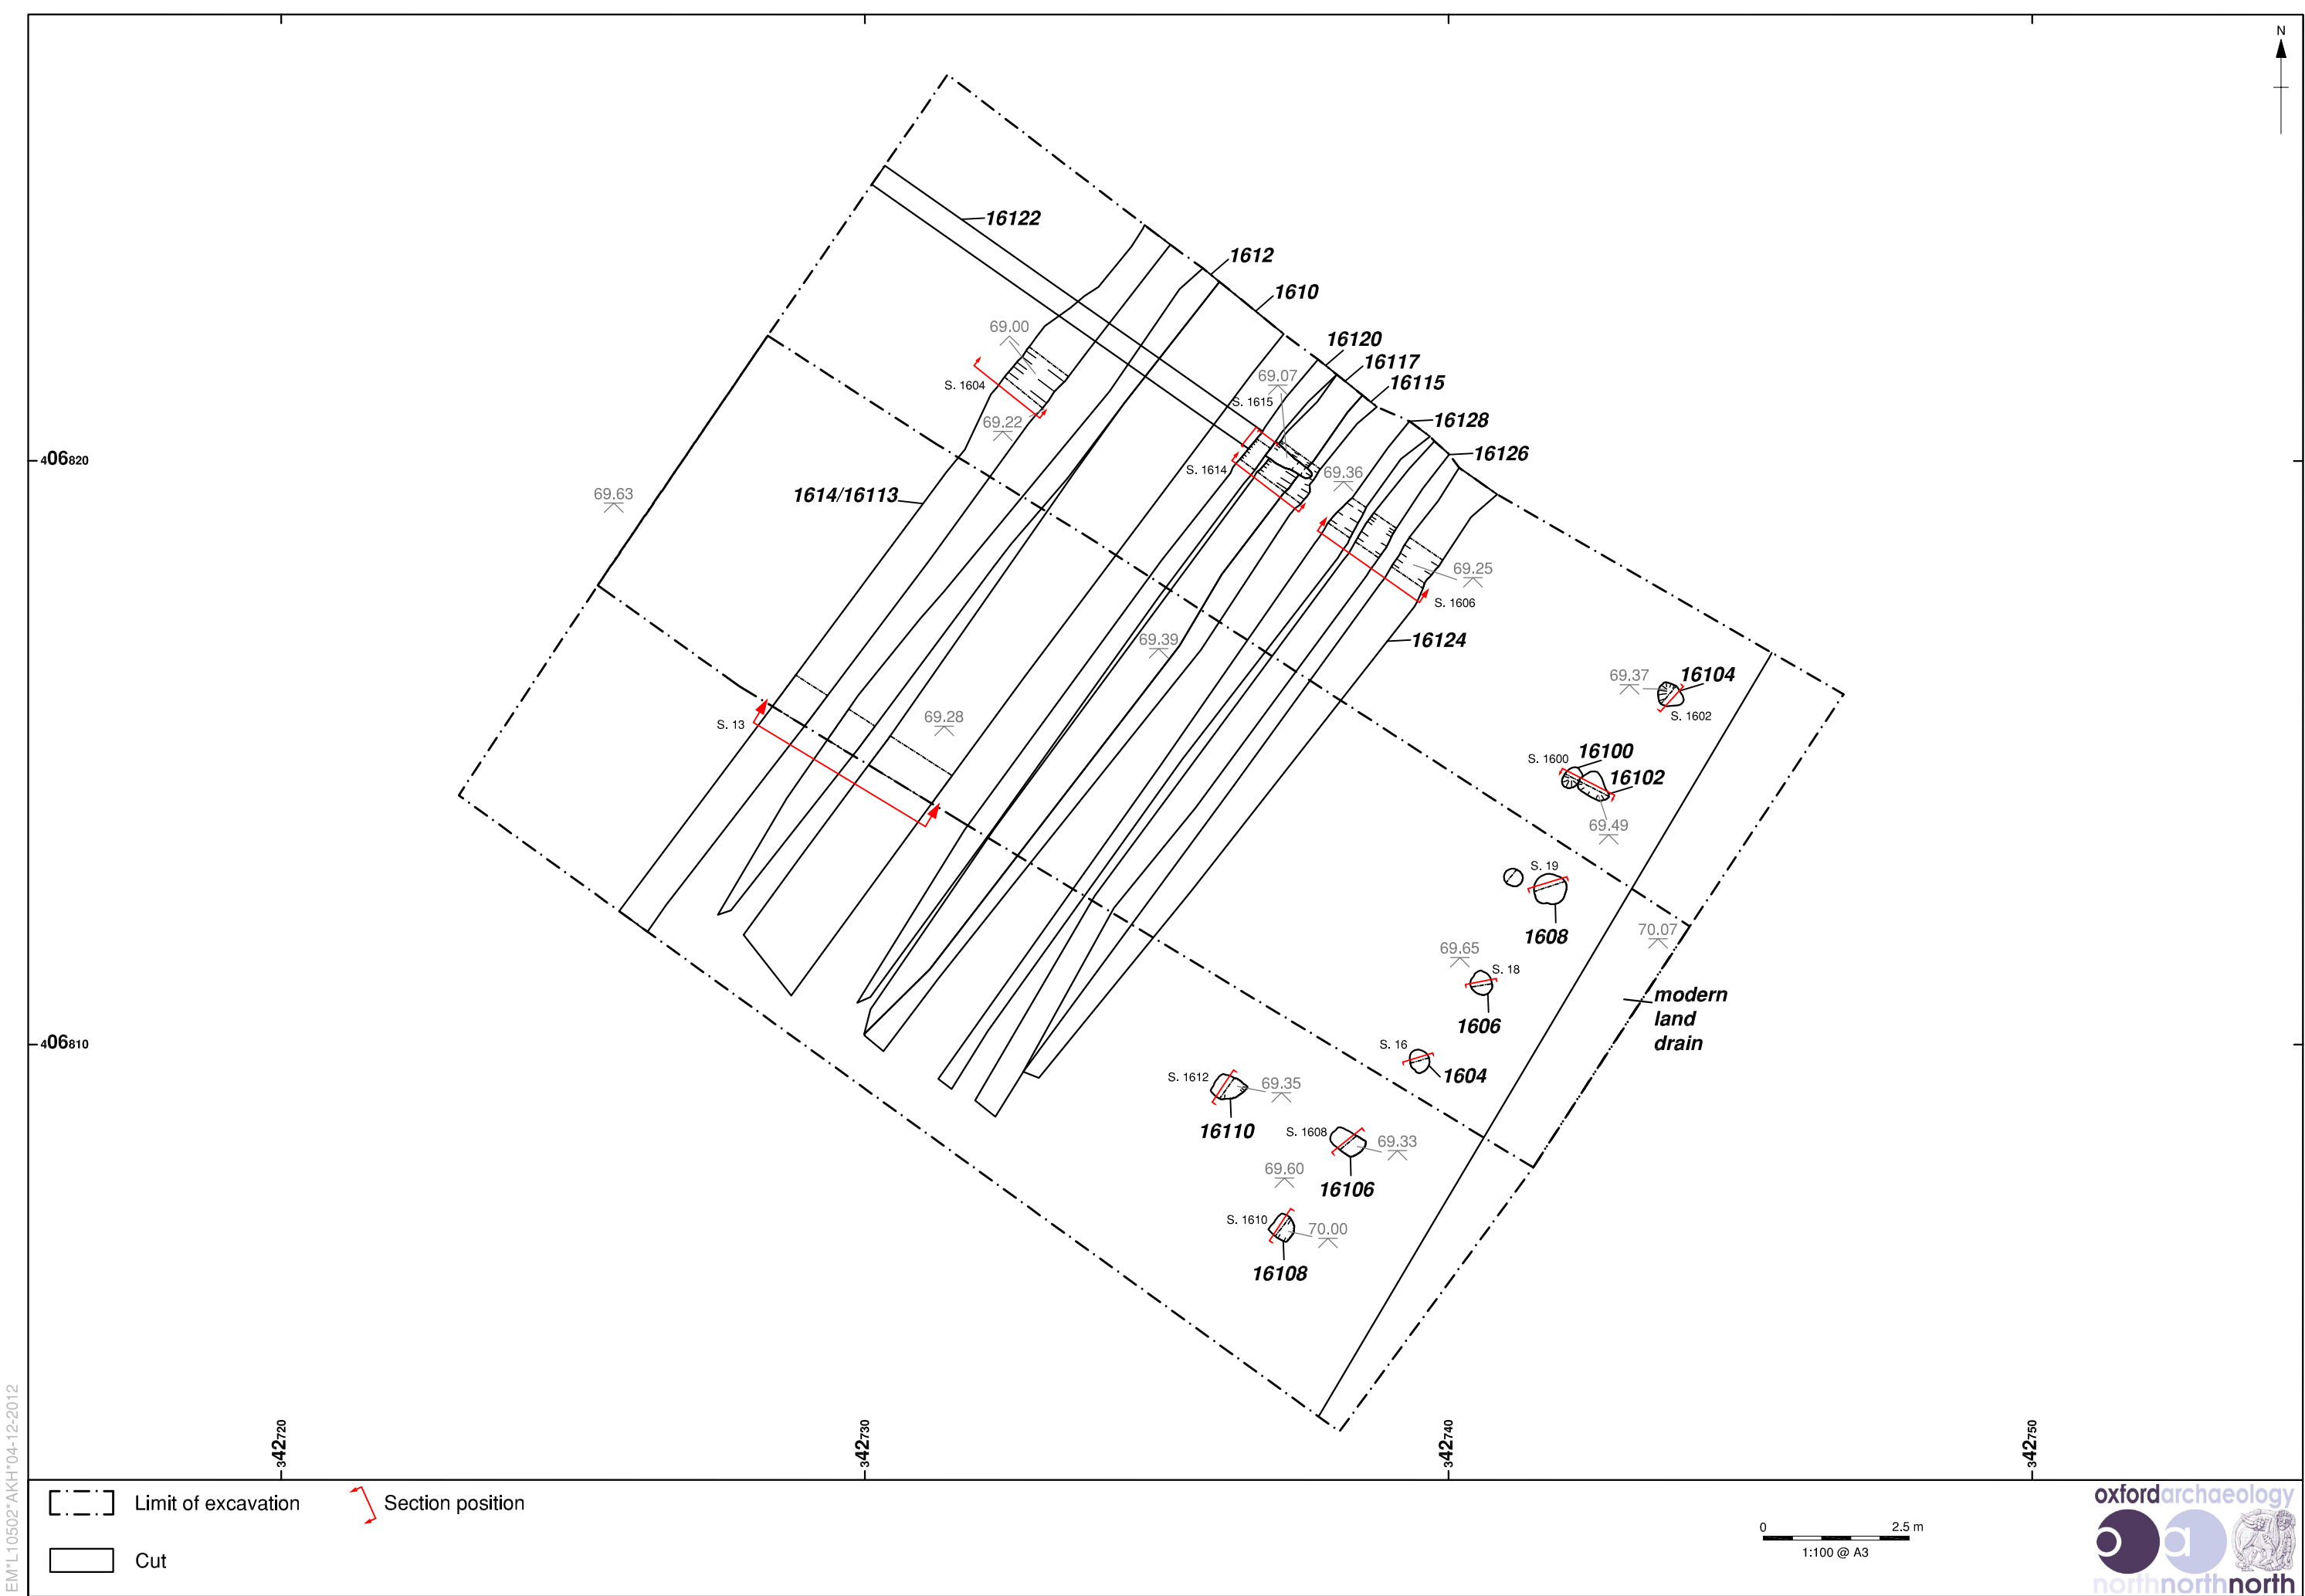 N
16122
1612
1610
16120
16117
16115
16128
16126
69.00
S. 1604
69.22
69.07
S. 1615
S. 1614
69.36
406820
69.63
1614/16113
69.25
S. 1606
16124
69.39
69.37
16104
S. 1602
S. 13
69.28
S. 1600
16100
16102
69.49
S. 19
1608
70.07
69.65
S. 18
1606
modern
land
drain
406810
S. 16
1604
S. 1612
69.35
16110
S. 1608
69.33
69.60
16106
S. 1610
70.00
16108
342720
342730
342740
342750
EM*L10502*AKH*04-12-2012
Limit of excavation
Section position
Cut
0 2.5 m
1:100 @ A3
oxfordarchaeology
oa
northnorthnorth